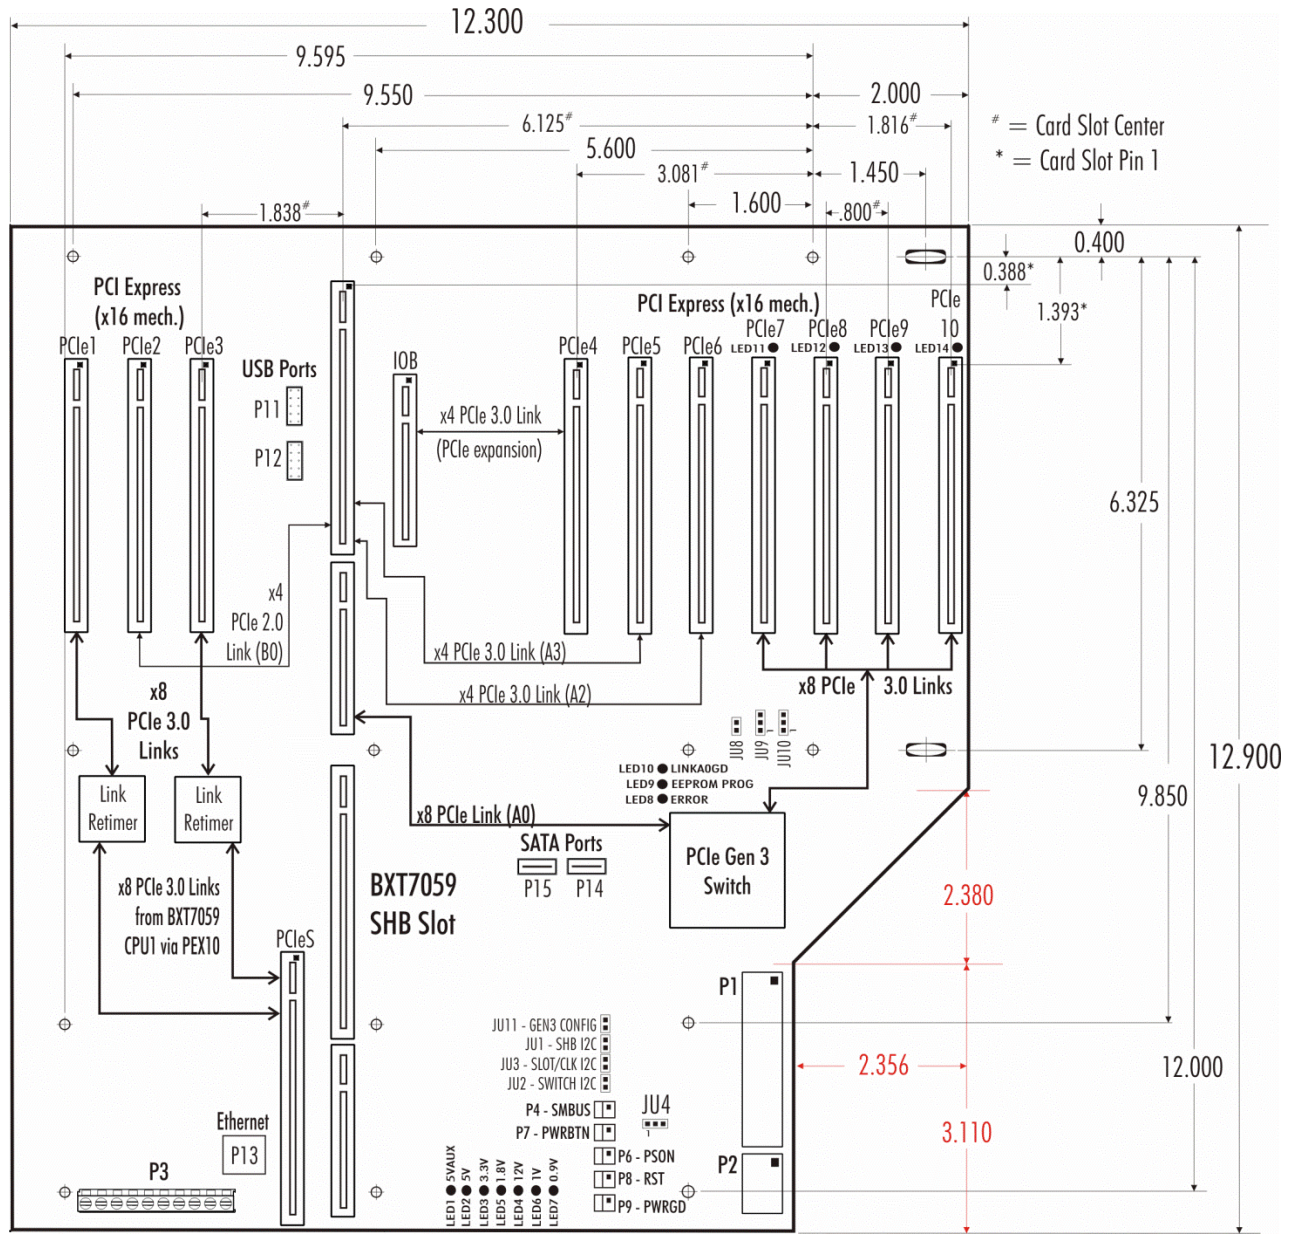 12.300
9.595
9.550
2.000
6.125#
1.816#
# = Card Slot Center
5.600
* = Card Slot Pin 1
3.081#
1.450
1.600
1.838#
.800#
0.400
0.388*
PCI Express
(x16 mech.)
PCI Express (x16 mech.)
PCIe
10
1.393*
PCIe1
PCIe2
PCIe3
IOB
PCIe4
PCIe5
PCIe6
PCIe7
PCIe8
PCIe9
LED11
LED12
LED13
LED14
USB Ports
P11
P12
x4 PCIe 3.0 Link
(PCIe expansion)
6.325
x4
PCIe 2.0
Link (B0)
x4 PCIe 3.0 Link (A3)
x4 PCIe 3.0 Link (A2)
x8 PCIe 3.0 Links
x8
PCIe 3.0
Links
JU8
JU9
1
JU10
1
12.900
LED10 LINKA0GD
LED9 EEPROM PROG
LED8 ERROR
9.850
Link
Retimer
Link
Retimer
x8 PCIe Link (A0)
SATA Ports
P15
P14
PCIe Gen 3
Switch
BXT7059
SHB Slot
2.380
x8 PCIe 3.0 Links
from BXT7059
CPU1 via PEX10
PCIeS
P1
JU11 - GEN3 CONFIG
JU1 - SHB I2C
JU3 - SLOT/CLK I2C
JU2 - SWITCH I2C
2.356
12.000
P4 - SMBUS
JU4
1
P7 - PWRBTN
3.110
Ethernet
P13
P6 - PSON
P8 - RST
P9 - PWRGD
P2
P3
LED1 5VAUX
LED2 5V
LED3 3.3V
LED5 1.8V
LED4 12V
LED6 1V
LED7 0.9V